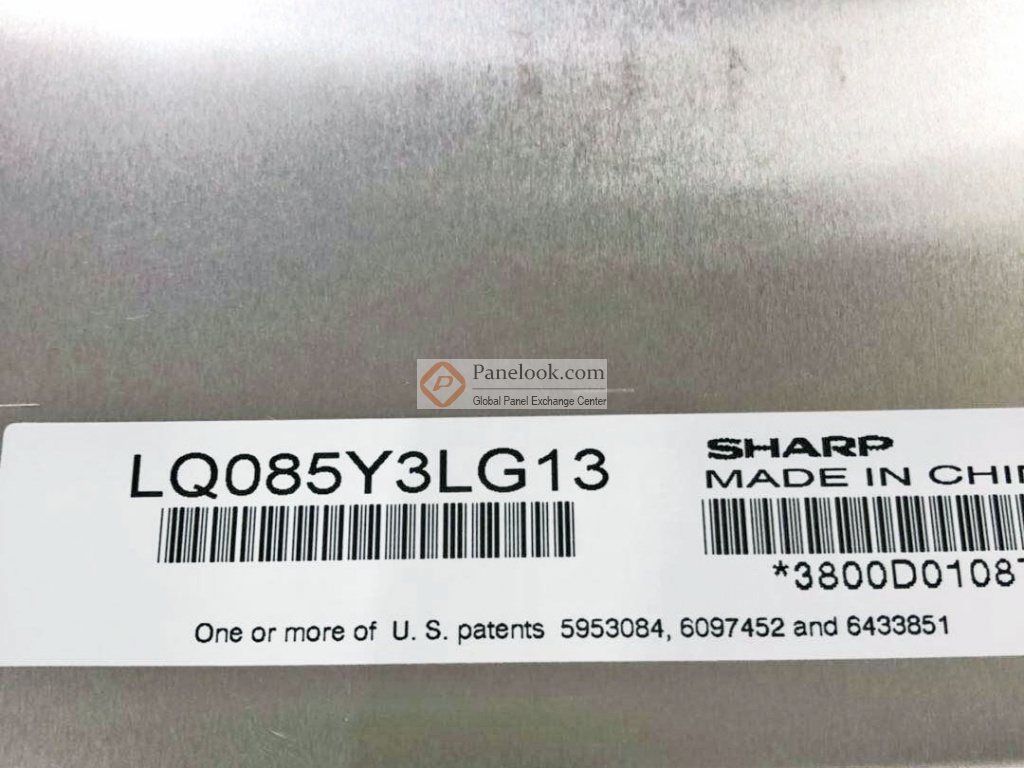 Panelook.com
Global Panel Exchange Center
LQ085Y3LG13
SHARP
MADE IN CHI
*3800D0108
One or more of U. S. patents 5953084, 6097452 and 6433851